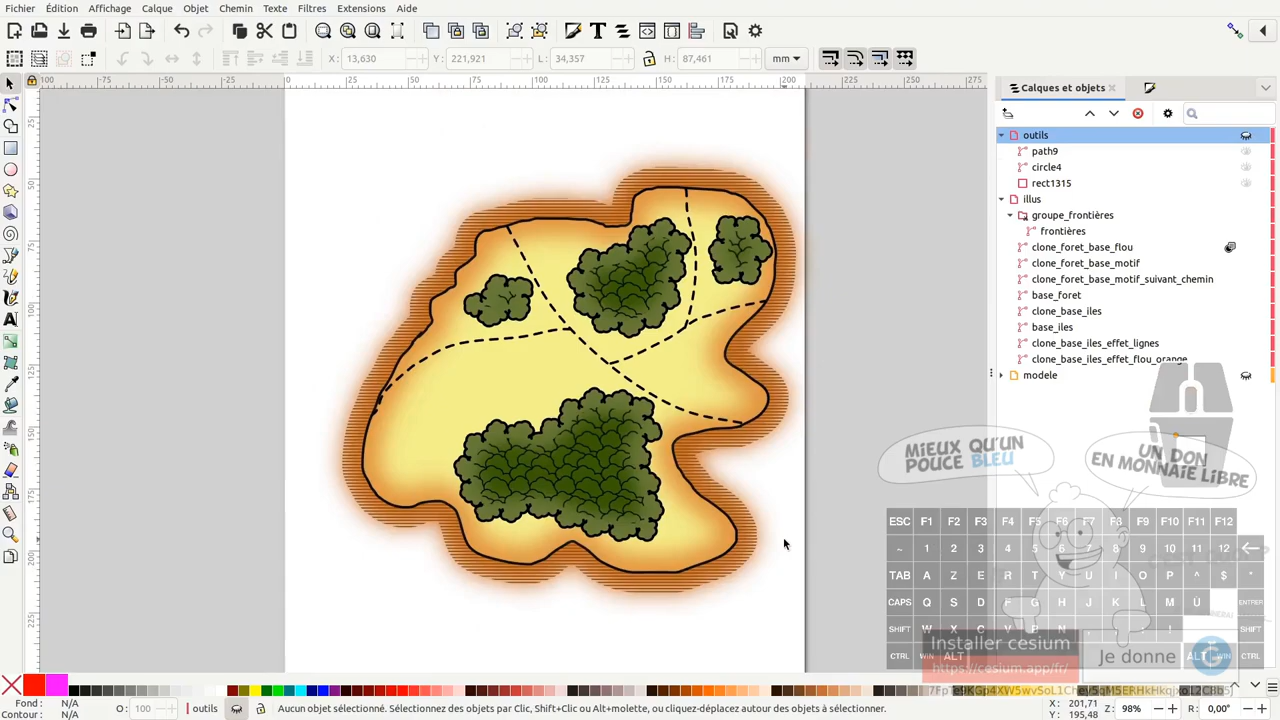 Fichier Édition Affichage Calque Objet Chemin Texte Filtres Extensions Aide
X: 13,630 Y: 221,921 L: 34,357 H: 87,461 mm
Calques et objets
outils
path9
circle4
rect1315
illus
groupe_frontières
frontières
clone_foret_base_flou
clone_foret_base_motif
clone_foret_base_motif_suivant_chemin
base_foret
clone_base_iles
base_iles
clone_base_iles_effet_lignes
clone_base_iles_effet_flou_orange
modele
MIEUX QU'UN
POUCE BLEU
UN DON
EN MONNAIE LIBRE
ESC F1 F2 F3 F4 F5 F6 F7 F8 F9 F10 F11 F12
~ 1 2 3 4 5 6 7 8 9 10 11 12
TAB A Z E R T Y U I O P ^ $ *
CAPS Q S D F G H J K L M Ü ENTRER
SHIFT W X C V B N , ! SHIFT
CTRL WIN ALT ALT WIN CTRL
Installer cesium
https://cesium.app/fr/
Je donne
Fond : N/A
Contour : N/A
O : 100
outils
Aucun objet sélectionné. Sélectionnez des objets par Clic, Shift+Clic ou Alt+molette, ou cliquez-déplacez autour des objets à sélectionner.
X: 201,71
Y: 195,48
Z: 98%
R: 0,00°